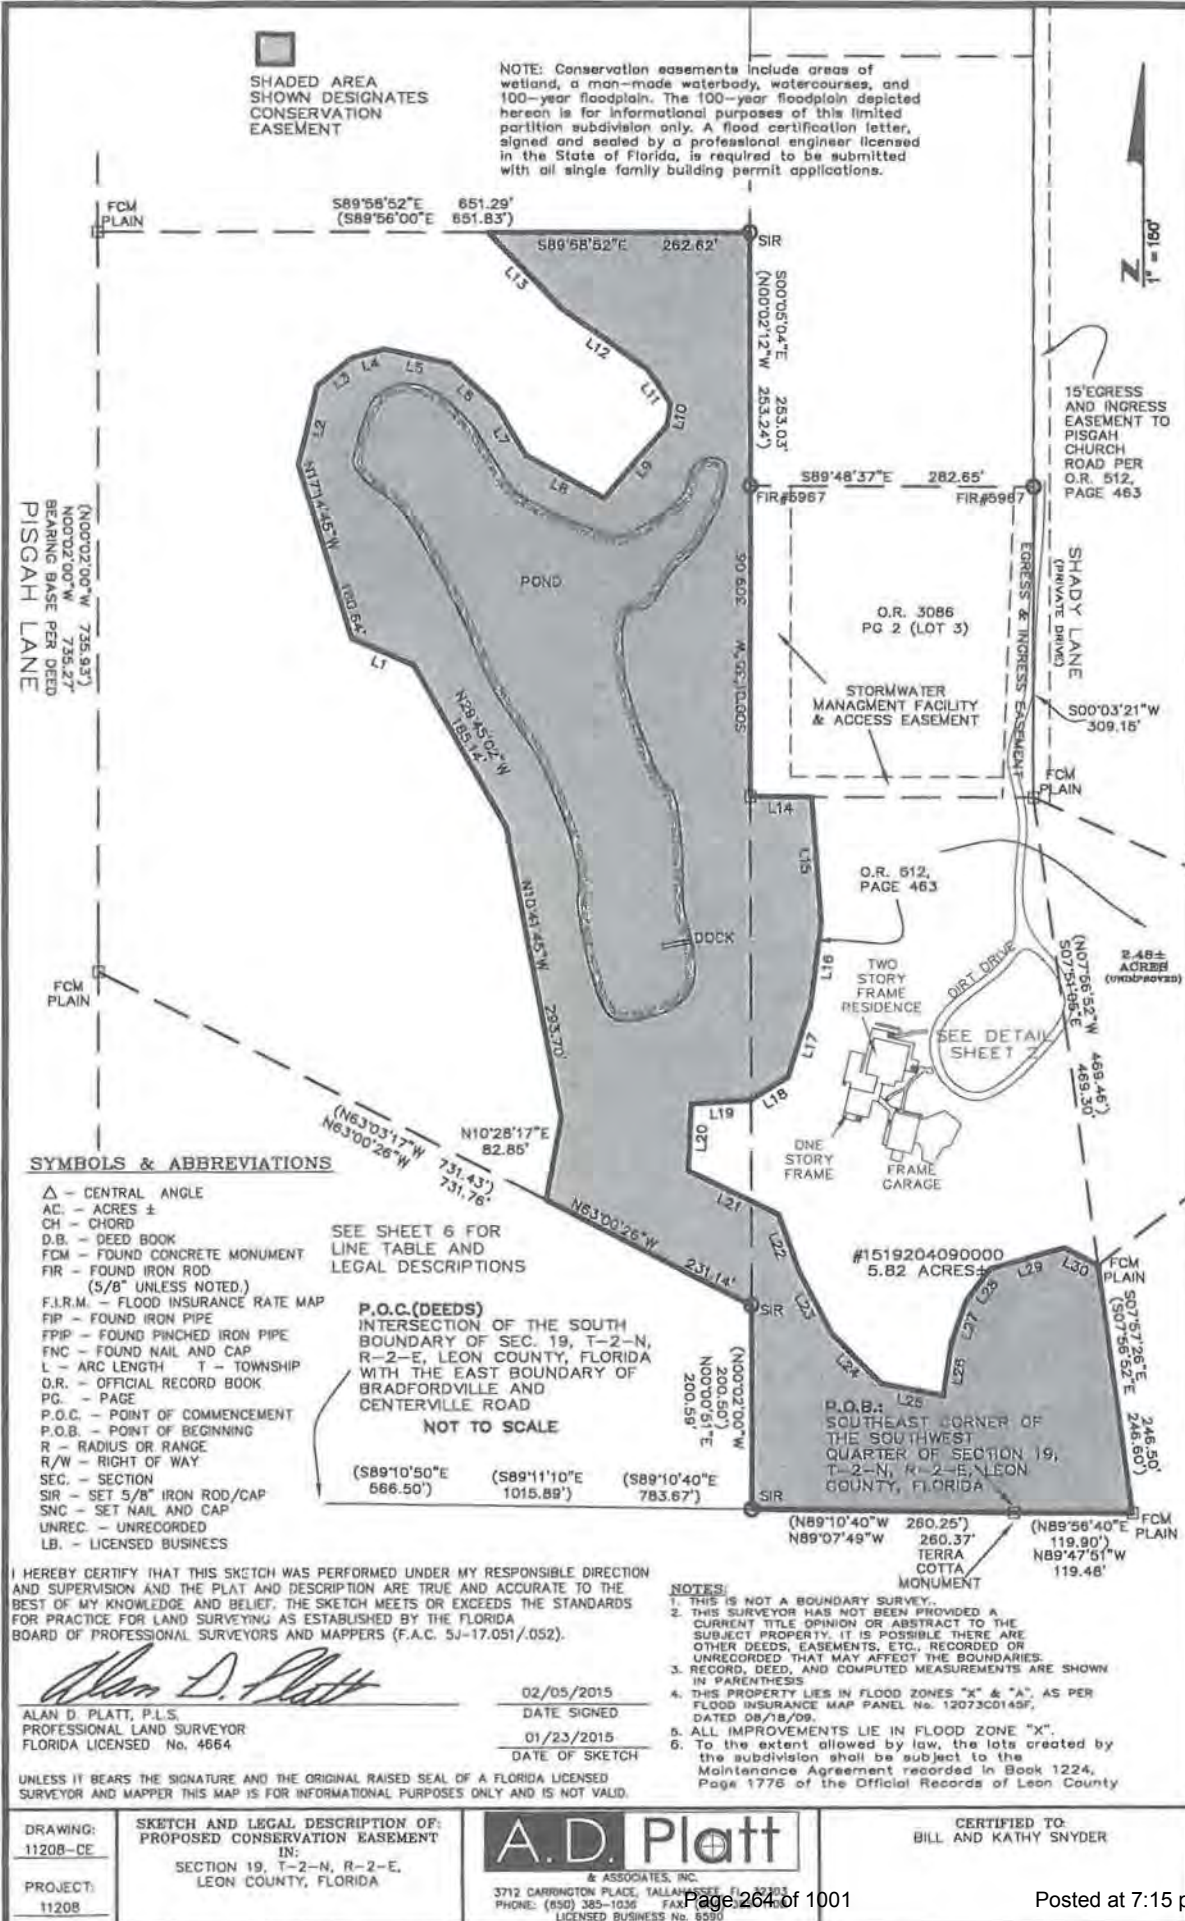 SHADED AREA
SHOWN DESIGNATES
CONSERVATION
EASEMENT
NOTE: Conservation easements include areas of
wetland, a man-made waterbody, watercourses, and
100-year floodplain. The 100-year floodplain depicted
hereon is for informational purposes of this limited
partition subdivision only. A flood certification letter,
signed and sealed by a professional engineer licensed
in the State of Florida, is required to be submitted
with all single family building permit applications.
Z
1" = 150'
FCM
PLAIN
S89°58'52"E 651.29'
(S89°56'00"E 651.83')
S89°58'52"E 262.62'
SIR
S00°05'04"E 253.03'
(N00°02'12"W 253.24')
L13
L12
L11
L10
L9
L8
L7
L6
L5
L4
L3
L2
N17°14'45"W
180.64'
L1
15'EGRESS
AND INGRESS
EASEMENT TO
PISGAH
CHURCH
ROAD PER
O.R. 512,
PAGE 463
S89°48'37"E 282.65'
FIR#5967
FIR#5967
POND
309.06
S00°01'35"W
O.R. 3086
PG 2 (LOT 3)
EGRESS & INGRESS EASEMENT
SHADY LANE
(PRIVATE DRIVE)
(N00°02'00"W 735.93')
N00°02'00"W 735.27'
BEARING BASE PER DEED
PISGAH LANE
STORMWATER
MANAGMENT FACILITY
& ACCESS EASEMENT
S00°03'21"W
309.15'
FCM
PLAIN
N29°45'02"W
185.14'
L14
L15
O.R. 512,
PAGE 463
N10°41'45"W
293.70'
DOCK
L16
TWO
STORY
FRAME
RESIDENCE
DIRT DRIVE
(N07°56'52"W 469.46')
S07°51'06"E 469.30'
2.48±
ACRES
(UNIMPROVED)
FCM
PLAIN
SEE DETAIL
SHEET 2
L17
L18
L19
L20
(N63°03'17"W 731.43')
N63°00'26"W 731.76'
N10°28'17"E
82.85'
ONE
STORY
FRAME
FRAME
GARAGE
SYMBOLS & ABBREVIATIONS
△ - CENTRAL ANGLE
AC. - ACRES ±
CH - CHORD
D.B. - DEED BOOK
FCM - FOUND CONCRETE MONUMENT
FIR - FOUND IRON ROD
(5/8" UNLESS NOTED.)
F.I.R.M. - FLOOD INSURANCE RATE MAP
FIP - FOUND IRON PIPE
FPIP - FOUND PINCHED IRON PIPE
FNC - FOUND NAIL AND CAP
L - ARC LENGTH T - TOWNSHIP
O.R. - OFFICIAL RECORD BOOK
PG. - PAGE
P.O.C. - POINT OF COMMENCEMENT
P.O.B. - POINT OF BEGINNING
R - RADIUS OR RANGE
R/W - RIGHT OF WAY
SEC. - SECTION
SIR - SET 5/8" IRON ROD/CAP
SNC - SET NAIL AND CAP
UNREC. - UNRECORDED
LB. - LICENSED BUSINESS
SEE SHEET 6 FOR
LINE TABLE AND
LEGAL DESCRIPTIONS
N63°00'26"W
231.14'
L21
L22
L23
L24
L25
L26
L27
L28
L29
L30
#1519204090000
5.82 ACRES±
FCM
PLAIN
SIR
P.O.C.(DEEDS)
INTERSECTION OF THE SOUTH
BOUNDARY OF SEC. 19, T-2-N,
R-2-E, LEON COUNTY, FLORIDA
WITH THE EAST BOUNDARY OF
BRADFORDVILLE AND
CENTERVILLE ROAD
NOT TO SCALE
(N00°02'00"W
200.50')
N00°00'51"E
200.59'
P.O.B.:
SOUTHEAST CORNER OF
THE SOUTHWEST
QUARTER OF SECTION 19,
T-2-N, R-2-E, LEON
COUNTY, FLORIDA
S07°57'26"E 246.50'
(S07°56'52"E 246.60')
(S89°10'50"E
566.50')
(S89°11'10"E
1015.89')
(S89°10'40"E
783.67')
SIR
(N89°10'40"W 260.25')
N89°07'49"W 260.37'
TERRA
COTTA
MONUMENT
(N89°56'40"E
119.90')
N89°47'51"W
119.48'
FCM
PLAIN
I HEREBY CERTIFY THAT THIS SKETCH WAS PERFORMED UNDER MY RESPONSIBLE DIRECTION
AND SUPERVISION AND THE PLAT AND DESCRIPTION ARE TRUE AND ACCURATE TO THE
BEST OF MY KNOWLEDGE AND BELIEF. THE SKETCH MEETS OR EXCEEDS THE STANDARDS
FOR PRACTICE FOR LAND SURVEYING AS ESTABLISHED BY THE FLORIDA
BOARD OF PROFESSIONAL SURVEYORS AND MAPPERS (F.A.C. 5J-17.051/.052).
Alan D. Platt
ALAN D. PLATT, P.L.S.
PROFESSIONAL LAND SURVEYOR
FLORIDA LICENSED No. 4664
02/05/2015
DATE SIGNED
01/23/2015
DATE OF SKETCH
UNLESS IT BEARS THE SIGNATURE AND THE ORIGINAL RAISED SEAL OF A FLORIDA LICENSED
SURVEYOR AND MAPPER THIS MAP IS FOR INFORMATIONAL PURPOSES ONLY AND IS NOT VALID.
NOTES:
1. THIS IS NOT A BOUNDARY SURVEY.
2. THIS SURVEYOR HAS NOT BEEN PROVIDED A
CURRENT TITLE OPINION OR ABSTRACT TO THE
SUBJECT PROPERTY. IT IS POSSIBLE THERE ARE
OTHER DEEDS, EASEMENTS, ETC., RECORDED OR
UNRECORDED THAT MAY AFFECT THE BOUNDARIES.
3. RECORD, DEED, AND COMPUTED MEASUREMENTS ARE SHOWN
IN PARENTHESIS
4. THIS PROPERTY LIES IN FLOOD ZONES "X" & "A", AS PER
FLOOD INSURANCE MAP PANEL No. 12073C0145F,
DATED 08/18/09.
5. ALL IMPROVEMENTS LIE IN FLOOD ZONE "X".
6. To the extent allowed by law, the lots created by
the subdivision shall be subject to the
Maintenance Agreement recorded in Book 1224,
Page 1776 of the Official Records of Leon County
DRAWING:
11208-CE
PROJECT:
11208
SKETCH AND LEGAL DESCRIPTION OF:
PROPOSED CONSERVATION EASEMENT
IN:
SECTION 19, T-2-N, R-2-E,
LEON COUNTY, FLORIDA
A.D. Platt
& ASSOCIATES, INC.
3712 CARRINGTON PLACE, TALLAHASSEE, FL. 32303
PHONE: (850) 385-1036 FAX:
LICENSED BUSINESS No. 6590
CERTIFIED TO:
BILL AND KATHY SNYDER
Page 264 of 1001
Posted at 7:15 p